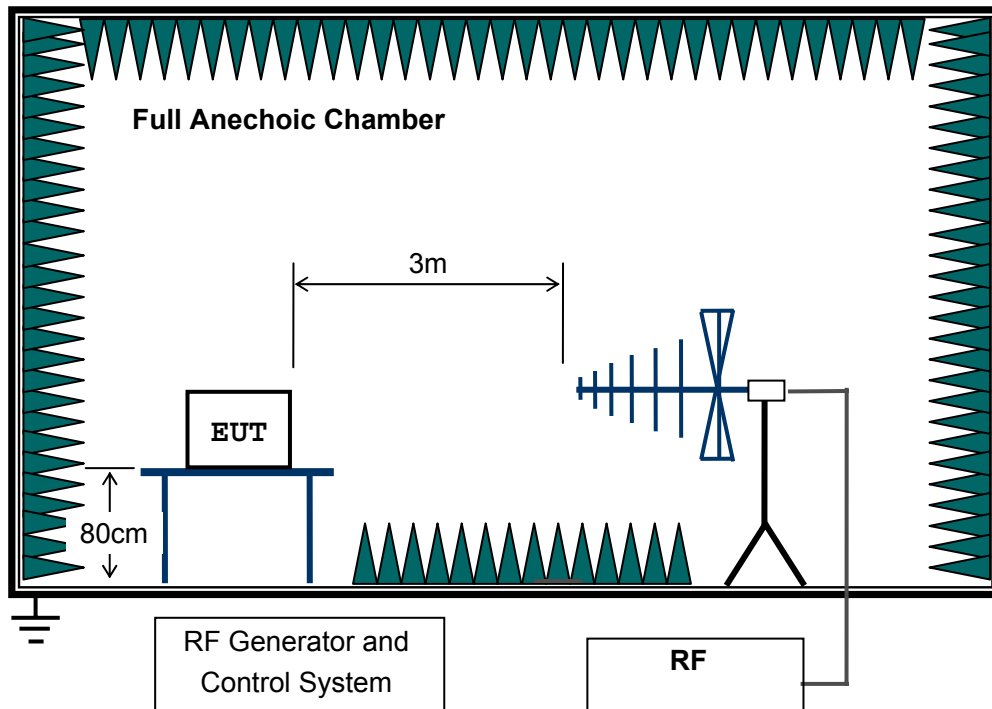 Full Anechoic Chamber
3m
EUT
80cm
RF Generator and
Control System
RF